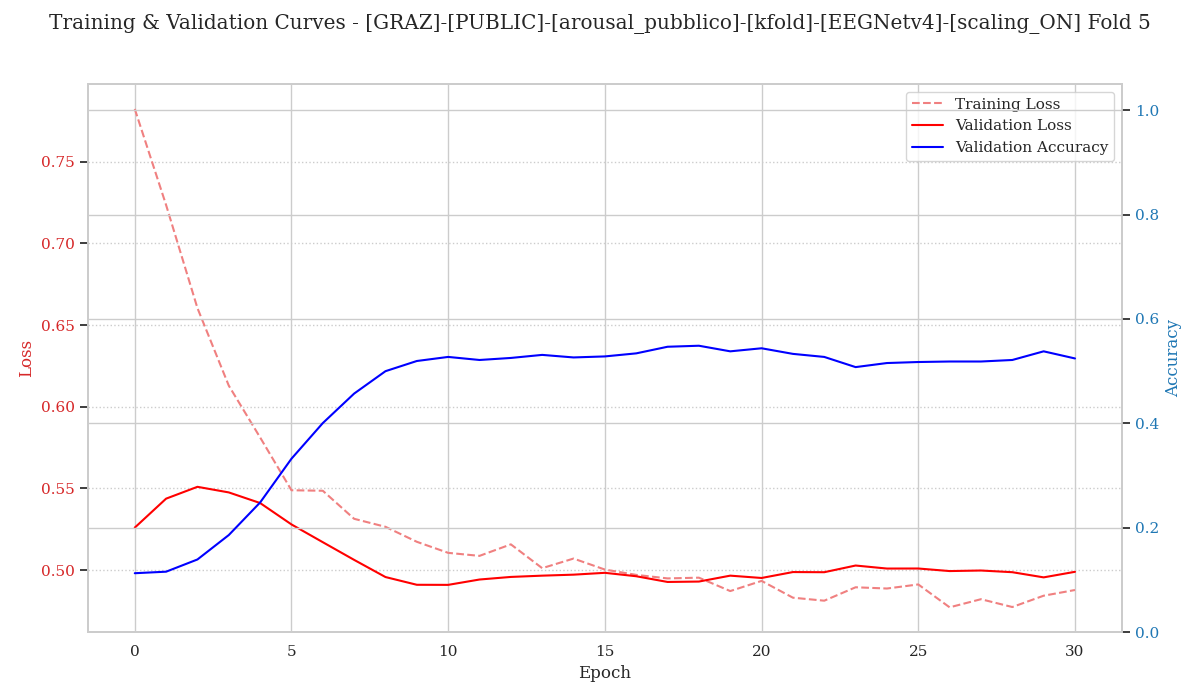 Training & Validation Curves - [GRAZ]-[PUBLIC]-[arousal_pubblico]-[kfold]-[EEGNetv4]-[scaling_ON] Fold 5
Training Loss
Validation Loss
Validation Accuracy
Loss
0.75
0.70
0.65
0.60
0.55
0.50
Accuracy
1.0
0.8
0.6
0.4
0.2
0.0
0
5
10
15
20
25
30
Epoch